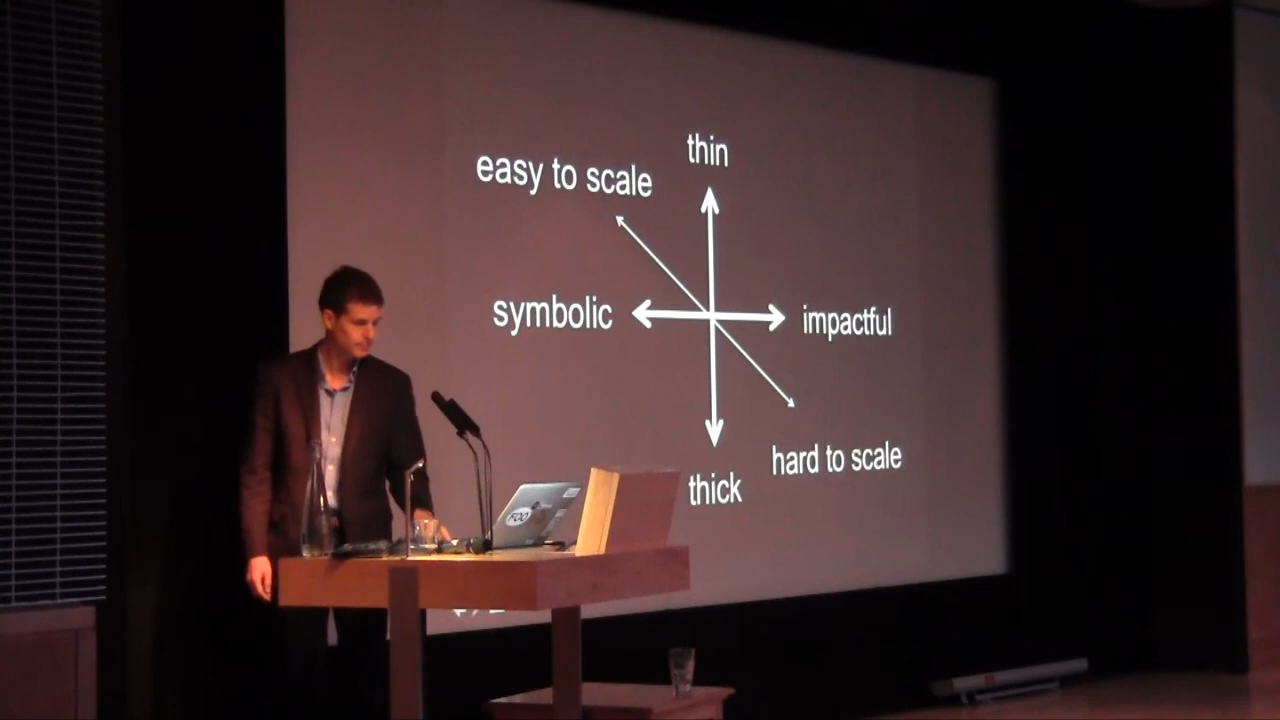 thin
easy to scale
symbolic
impactful
hard to scale
thick
FOO